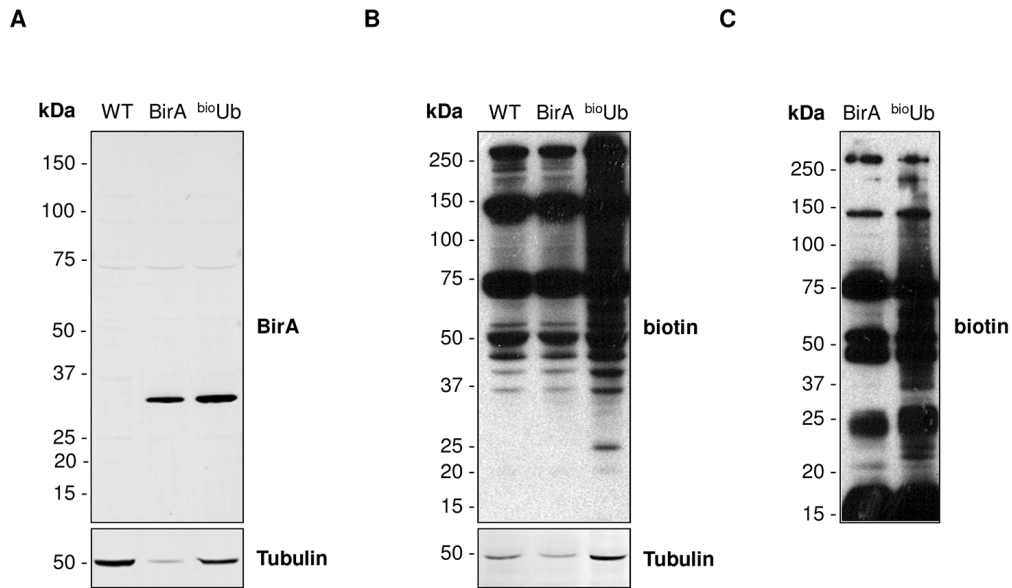 A
kDa WT BirA bioUb
150 -
100 -
75 -
50 -
37 -
25 -
20 -
15 -
BirA
50 -
Tubulin
B
kDa WT BirA bioUb
250 -
150 -
100 -
75 -
50 -
37 -
25 -
20 -
15 -
biotin
50 -
Tubulin
C
kDa BirA bioUb
250 -
150 -
100 -
75 -
50 -
37 -
25 -
20 -
15 -
biotin